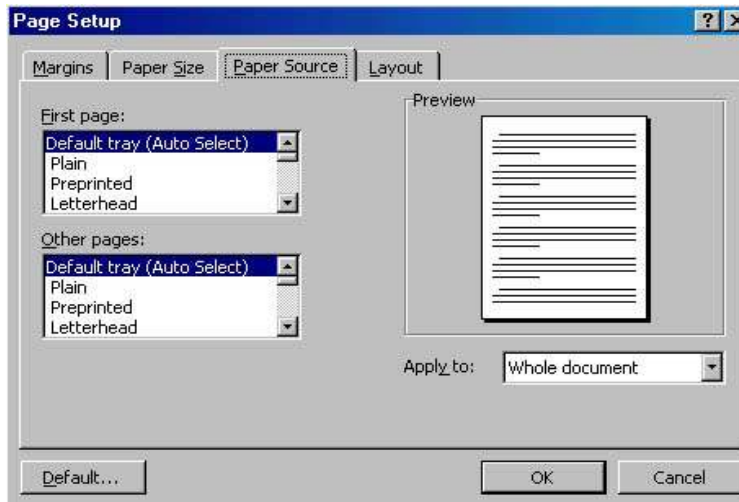 Page Setup
Margins Paper Size Paper Source Layout
First page:
Default tray (Auto Select)
Plain
Preprinted
Letterhead
Other pages:
Default tray (Auto Select)
Plain
Preprinted
Letterhead
Preview
Apply to: Whole document
Default... OK Cancel